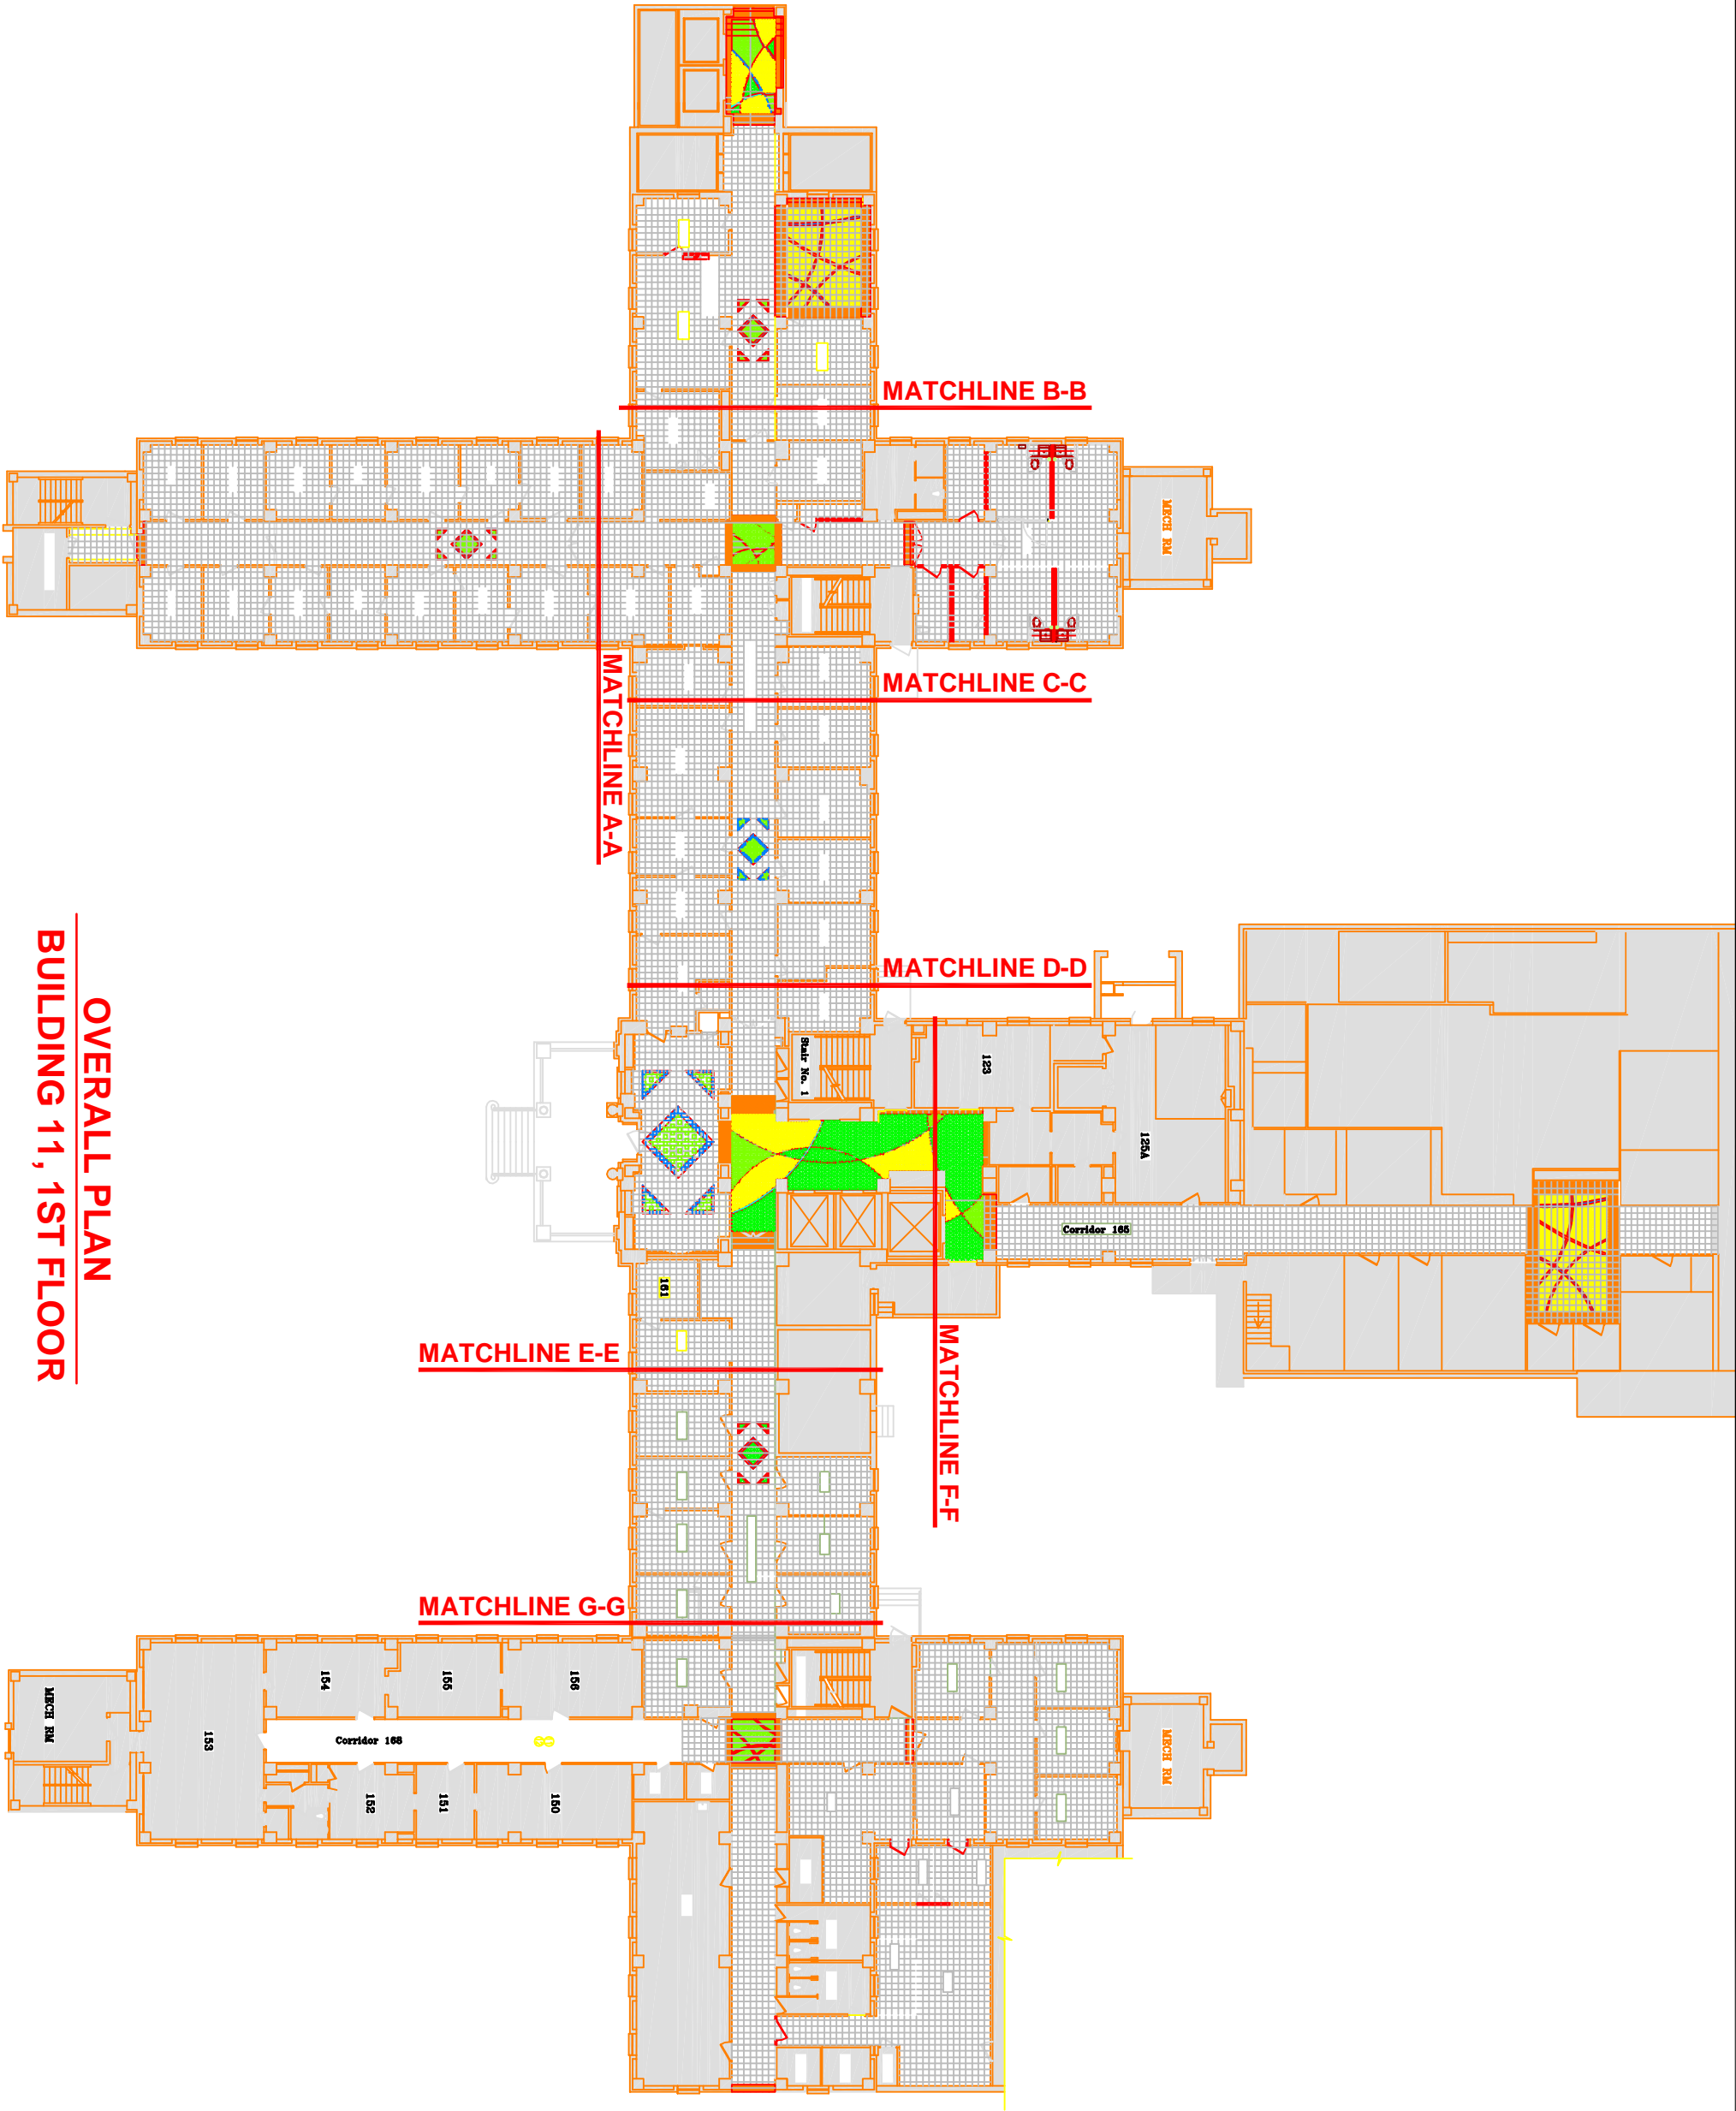 MATCHLINE B-B
MECH RM
MATCHLINE C-C
MATCHLINE A-A
MATCHLINE D-D
Stair No. 1
123
125A
Corridor 165
161
MATCHLINE E-E
MATCHLINE F-F
MATCHLINE G-G
OVERALL PLAN
BUILDING 11, 1ST FLOOR
154
155
156
MECH RM
153
Corridor 168
152
151
150
MECH RM